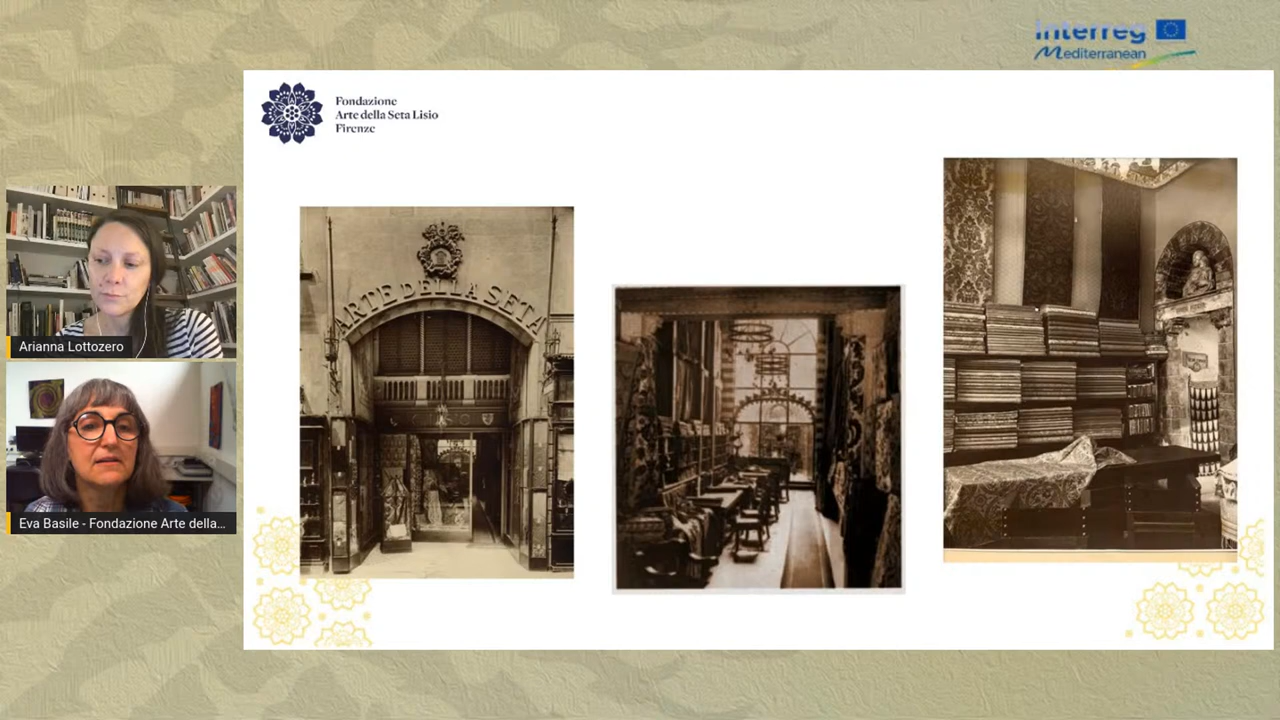 interreg
Mediterranean
Fondazione
Arte della Seta Lisio
Firenze
ARTE DELLA SETA
Arianna Lottozero
Eva Basile - Fondazione Arte della...